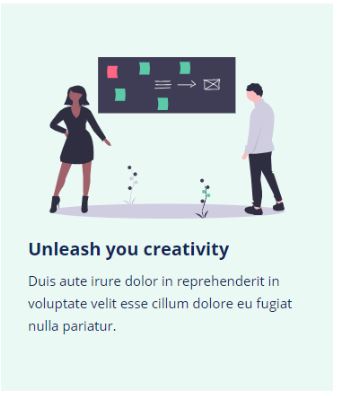 Unleash you creativity
Duis aute irure dolor in reprehenderit in
voluptate velit esse cillum dolore eu fugiat
nulla pariatur.